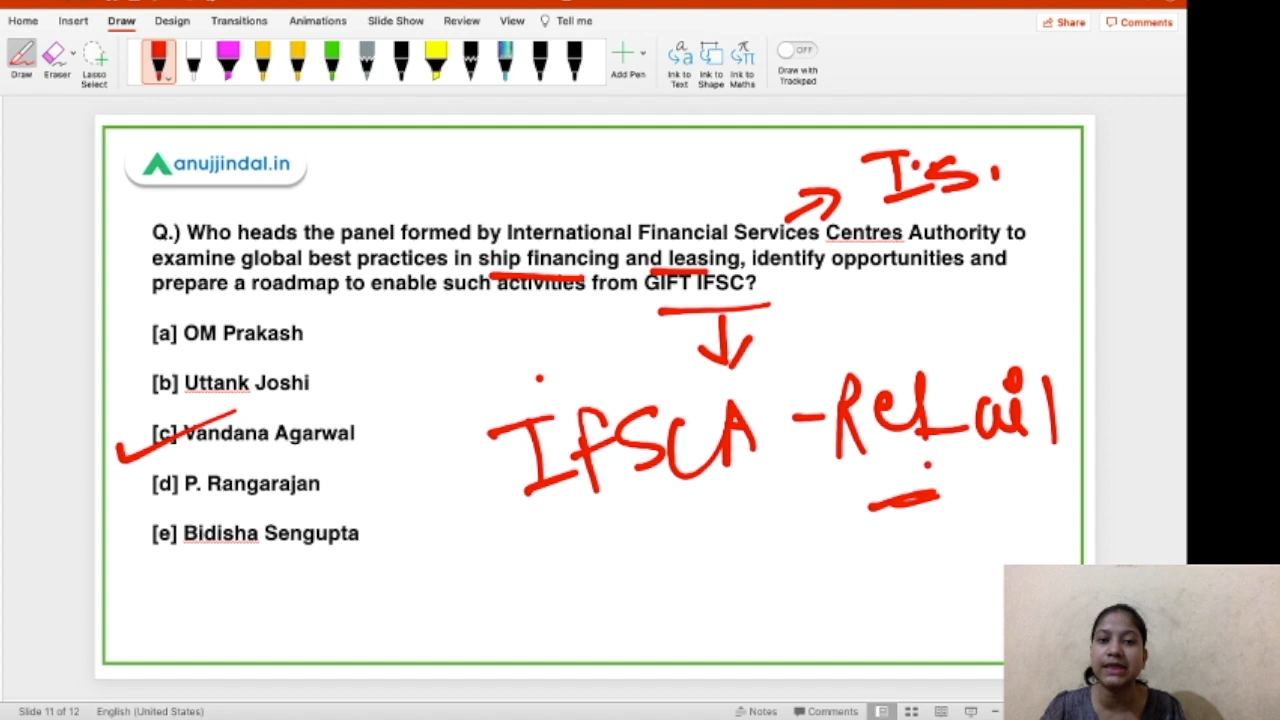 Home Insert Draw Design Transitions Animations Slide Show Review View Tell me Share Comments
Draw Eraser Lasso Select Add Pen Ink to Text Ink to Shape Ink to Maths OFF Draw with Trackpad
anujjindal.in
I.S.
Q.) Who heads the panel formed by International Financial Services Centres Authority to
examine global best practices in ship financing and leasing, identify opportunities and
prepare a roadmap to enable such activities from GIFT IFSC?
[a] OM Prakash
[b] Uttank Joshi
IFSCA - Retail
[c] Vandana Agarwal
[d] P. Rangarajan
[e] Bidisha Sengupta
Slide 11 of 12 English (United States) Notes Comments